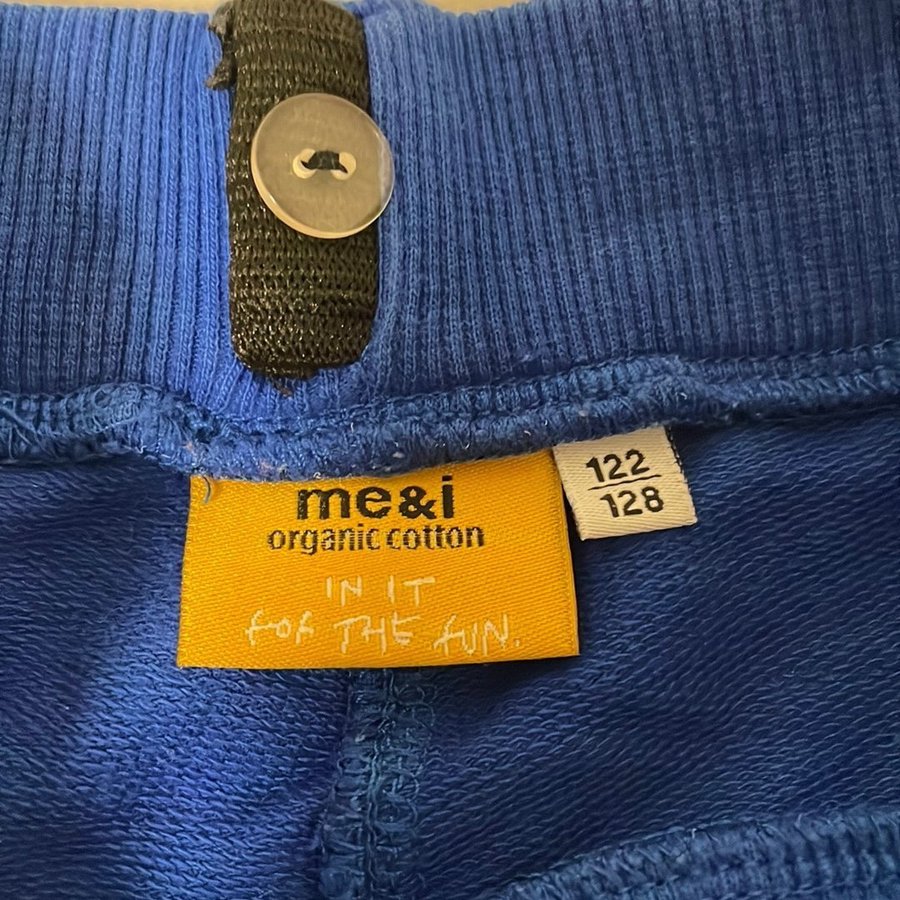 me&i
organic cotton
IN IT
FOR THE FUN.
122
128